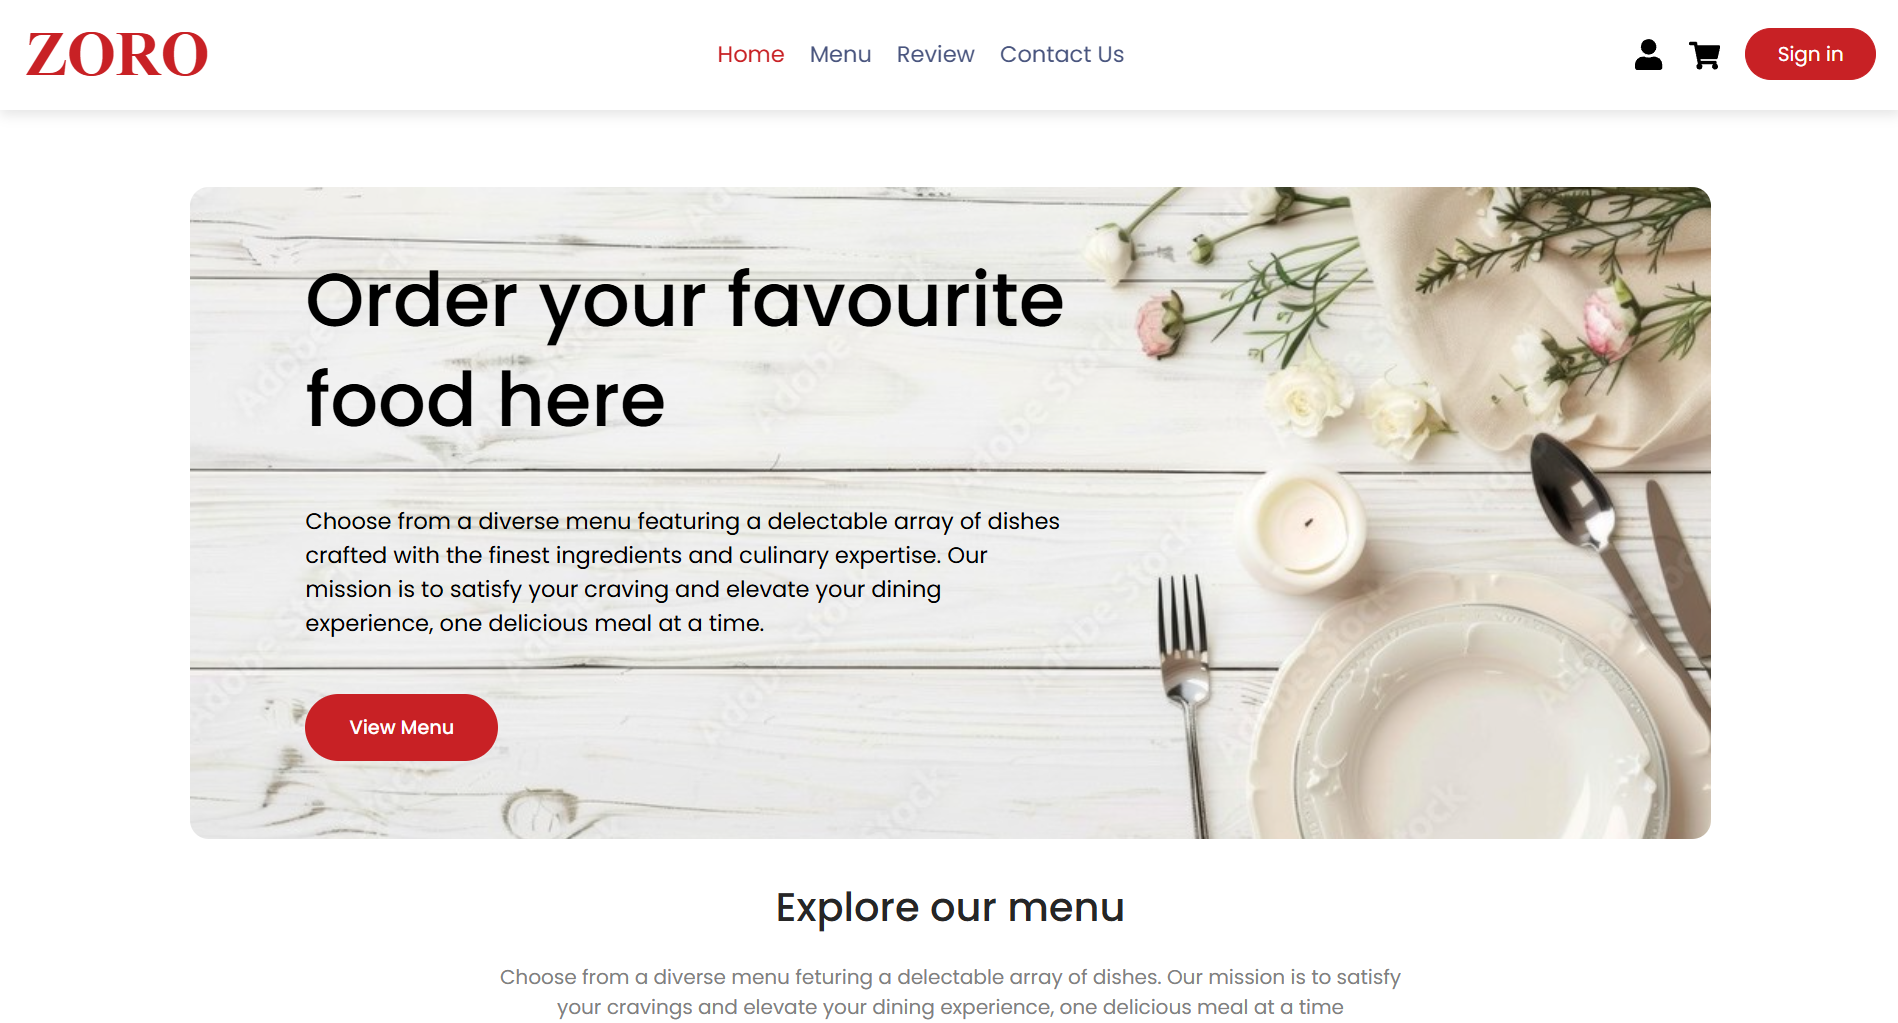 ZORO
Home Menu Review Contact Us
Sign in
Order your favourite
food here
Choose from a diverse menu featuring a delectable array of dishes
crafted with the finest ingredients and culinary expertise. Our
mission is to satisfy your craving and elevate your dining
experience, one delicious meal at a time.
View Menu
Adobe Stock
Explore our menu
Choose from a diverse menu feturing a delectable array of dishes. Our mission is to satisfy
your cravings and elevate your dining experience, one delicious meal at a time